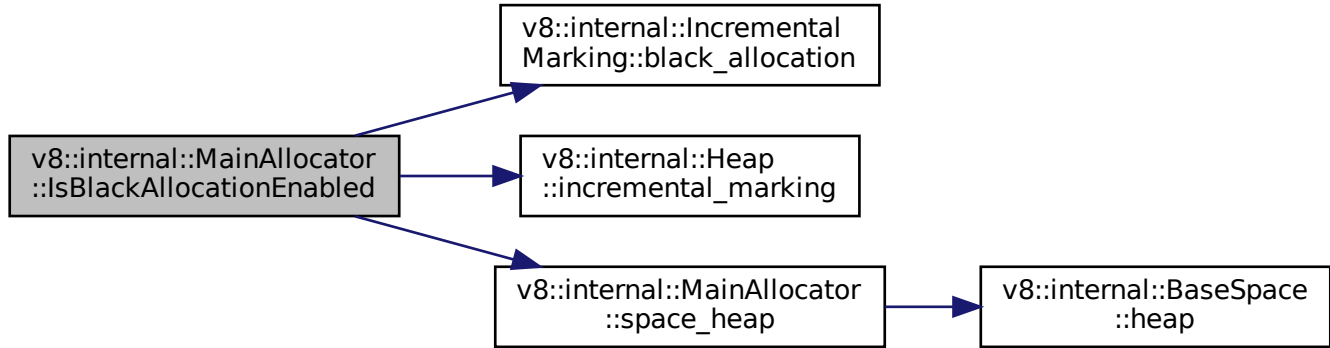 v8::internal::Incremental
Marking::black_allocation
v8::internal::MainAllocator
::IsBlackAllocationEnabled
v8::internal::Heap
::incremental_marking
v8::internal::MainAllocator
::space_heap
v8::internal::BaseSpace
::heap